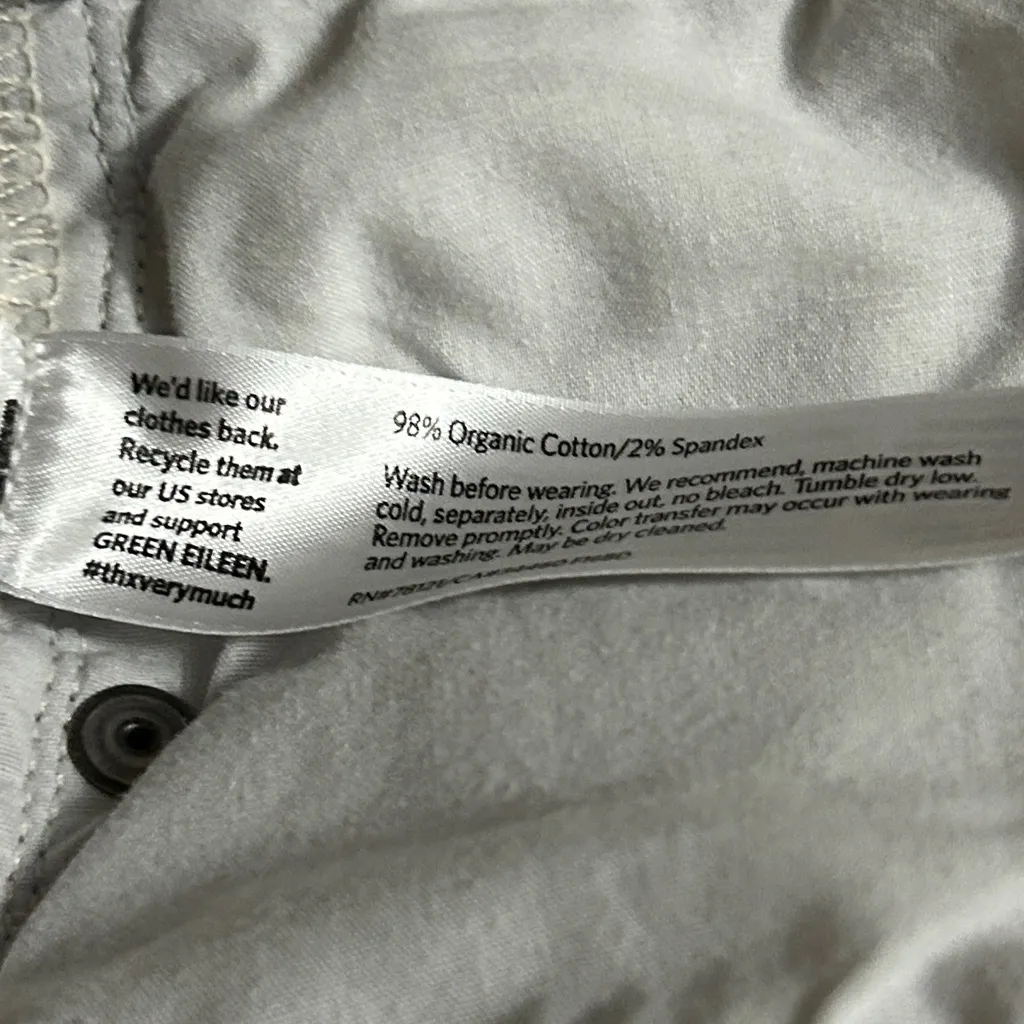 We'd like our
clothes back.
Recycle them at
our US stores
and support
GREEN EILEEN.
#thxverymuch
98% Organic Cotton/2% Spandex
Wash before wearing. We recommend, machine wash
cold, separately, inside out, no bleach. Tumble dry low.
Remove promptly. Color transfer may occur with wearing
and washing. May be dry cleaned.